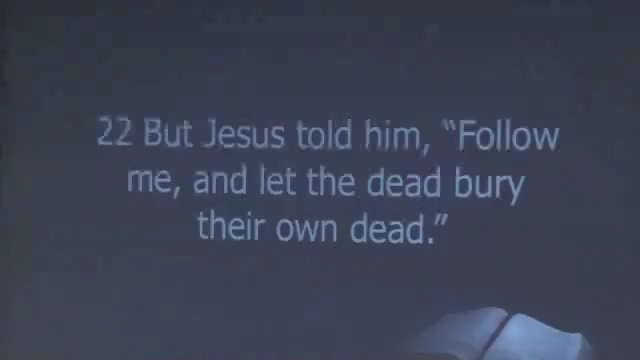 22 But Jesus told him, “Follow
me, and let the dead bury
their own dead.”